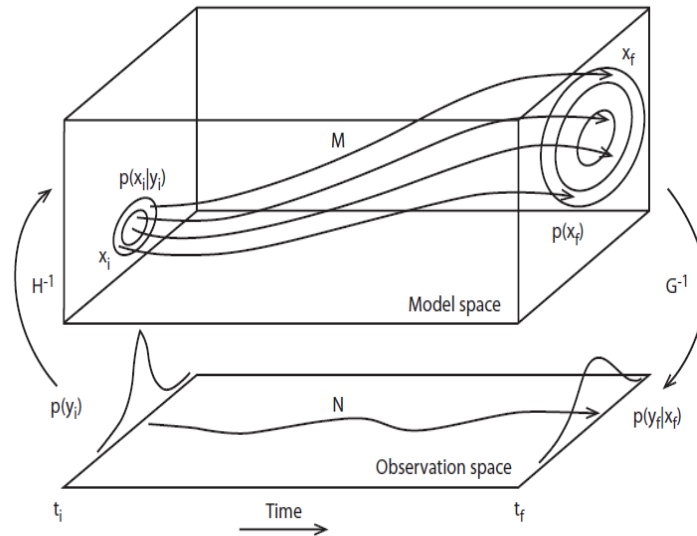 x_f
M
p(x_i|y_i)
x_i
p(x_f)
H^-1
G^-1
Model space
p(y_i)
N
p(y_f|x_f)
Observation space
t_i
t_f
Time